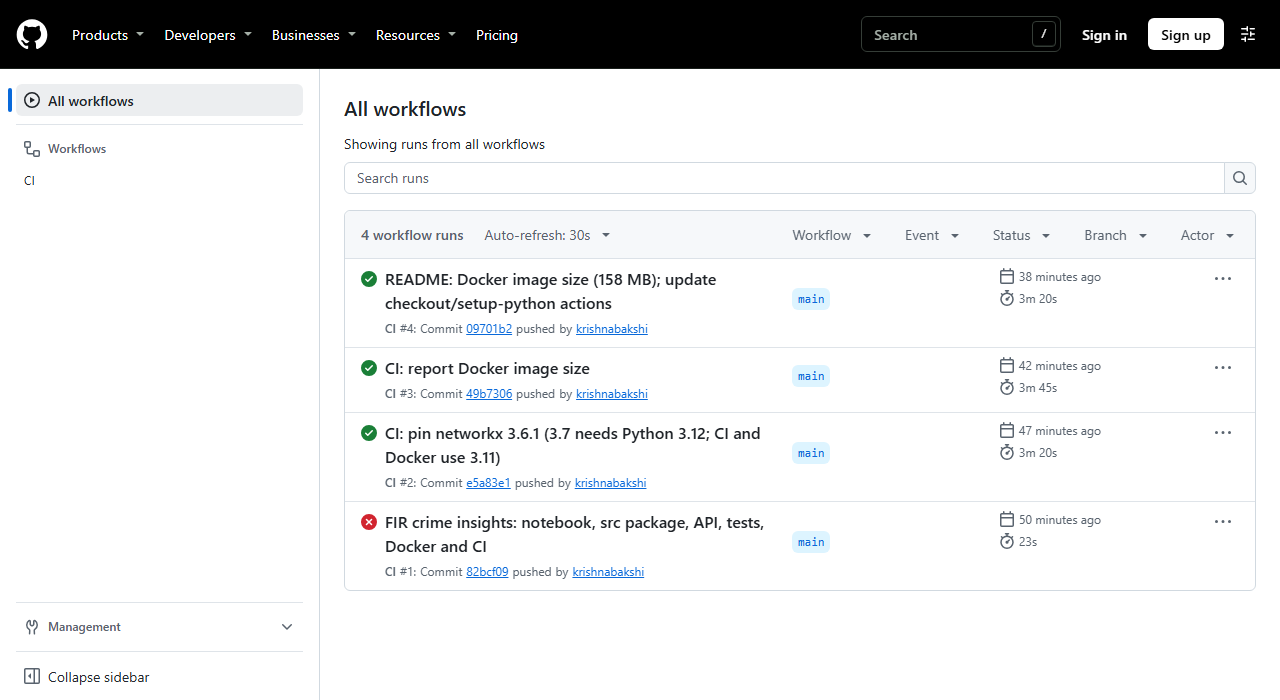 Products Developers Businesses Resources Pricing Search / Sign in Sign up
All workflows
Workflows
CI
Management
Collapse sidebar
All workflows
Showing runs from all workflows
Search runs
4 workflow runs Auto-refresh: 30s Workflow Event Status Branch Actor
README: Docker image size (158 MB); update
checkout/setup-python actions
CI #4: Commit 09701b2 pushed by krishnabakshi
main
38 minutes ago
3m 20s
CI: report Docker image size
CI #3: Commit 49b7306 pushed by krishnabakshi
main
42 minutes ago
3m 45s
CI: pin networkx 3.6.1 (3.7 needs Python 3.12; CI and
Docker use 3.11)
CI #2: Commit e5a83e1 pushed by krishnabakshi
main
47 minutes ago
3m 20s
FIR crime insights: notebook, src package, API, tests,
Docker and CI
CI #1: Commit 82bcf09 pushed by krishnabakshi
main
50 minutes ago
23s